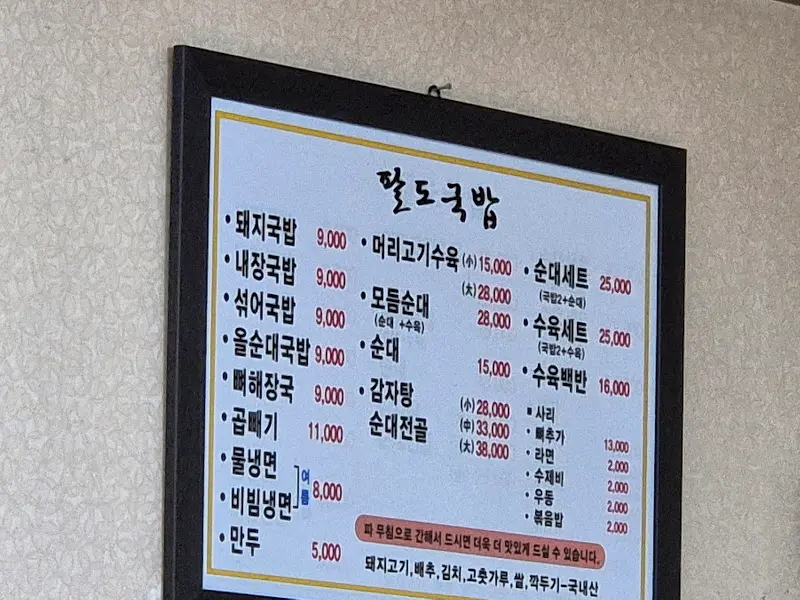 팔도국밥
• 돼지국밥 9,000
• 내장국밥 9,000
• 섞어국밥 9,000
• 올순대국밥 9,000
• 뼈해장국 9,000
• 곱빼기 11,000
• 물냉면
• 비빔냉면
여름 8,000
• 만두 5,000
• 머리고기수육 (小) 15,000
(大) 28,000
• 모듬순대 28,000
(순대 +수육)
• 순대 15,000
• 감자탕 (小) 28,000
순대전골 (中) 33,000
(大) 38,000
• 순대세트 25,000
(국밥2+순대)
• 수육세트 25,000
(국밥2+수육)
• 수육백반 16,000
▪ 사리
• 뼈추가 13,000
• 라면 2,000
• 수제비 2,000
• 우동 2,000
• 볶음밥 2,000
파 무침으로 간해서 드시면 더욱 더 맛있게 드실 수 있습니다.
돼지고기,배추,김치,고춧가루,쌀,깍두기-국내산